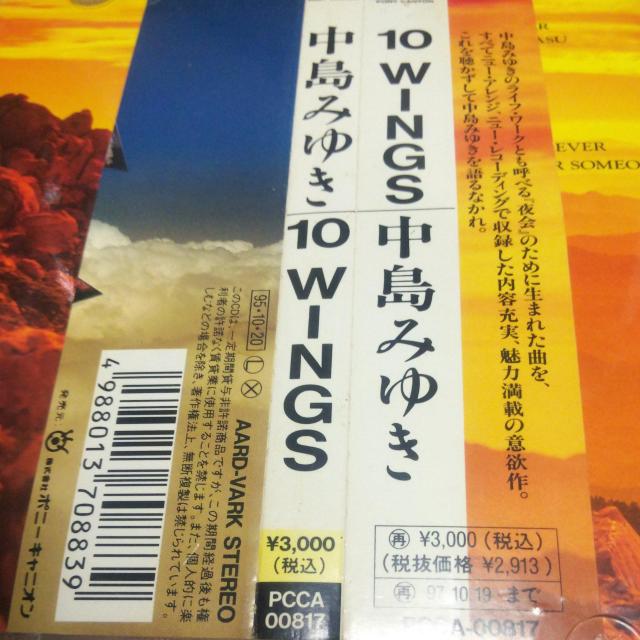 中島みゆきのライフ・ワークとも呼べる『夜会』のために生まれた曲を、
すべてニュー・アレンジ、ニュー・レコーディングで収録した内容充実、魅力満載の意欲作。
これを聴かずして中島みゆきを語るなかれ。
10 WINGS 中島みゆき
再 ¥3,000(税込)
(税抜価格 ¥2,913)
再 97.10.19 まで
PCCA-00817
中島みゆき 10 WINGS
¥3,000
(税込)
PCCA
00817
95・10・20 L X
このCDは、一定期間貸与非許諾商品ですが、この期間経過後も権
利者の許諾なく賃貸業に使用することを禁じます。また、個人的に楽
しむなどの場合を除き、著作権法上、無断複製は禁じられています。
AARD-VARK STEREO
4988013708839
発売元 株式会社 ポニーキャニオン
EVER
SOMEO
ASU